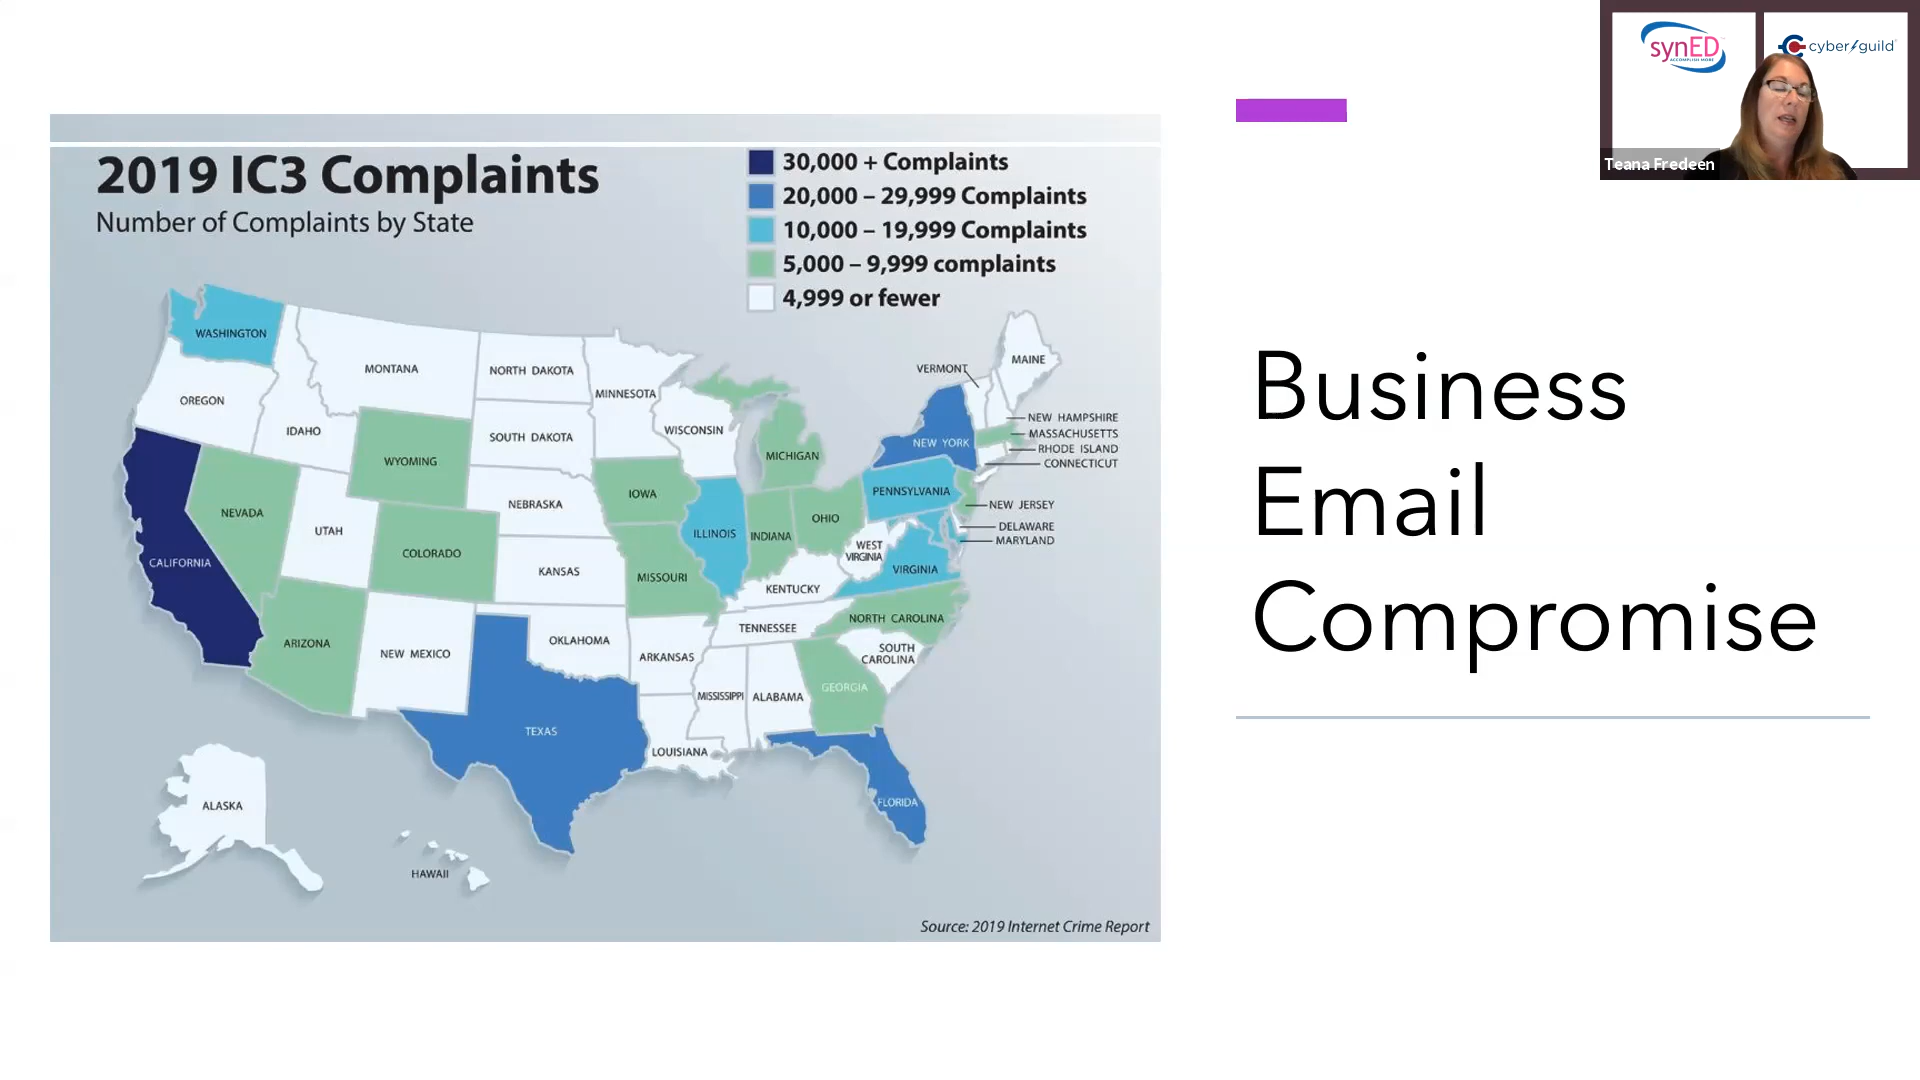 2019 IC3 Complaints
Number of Complaints by State
30,000 + Complaints
20,000 – 29,999 Complaints
10,000 – 19,999 Complaints
5,000 – 9,999 complaints
4,999 or fewer
WASHINGTON
OREGON
IDAHO
MONTANA
NORTH DAKOTA
MINNESOTA
WISCONSIN
MICHIGAN
VERMONT
MAINE
NEW HAMPSHIRE
MASSACHUSETTS
RHODE ISLAND
CONNECTICUT
NEW YORK
SOUTH DAKOTA
WYOMING
NEVADA
UTAH
COLORADO
NEBRASKA
IOWA
ILLINOIS
INDIANA
OHIO
PENNSYLVANIA
NEW JERSEY
DELAWARE
MARYLAND
WEST
VIRGINIA
VIRGINIA
CALIFORNIA
KANSAS
MISSOURI
KENTUCKY
NORTH CAROLINA
TENNESSEE
SOUTH
CAROLINA
ARIZONA
NEW MEXICO
OKLAHOMA
ARKANSAS
MISSISSIPPI
ALABAMA
GEORGIA
TEXAS
LOUISIANA
FLORIDA
ALASKA
HAWAII
Source: 2019 Internet Crime Report
Business
Email
Compromise
synED
ACCOMPLISH MORE
cyber/guild
Teana Fredeen